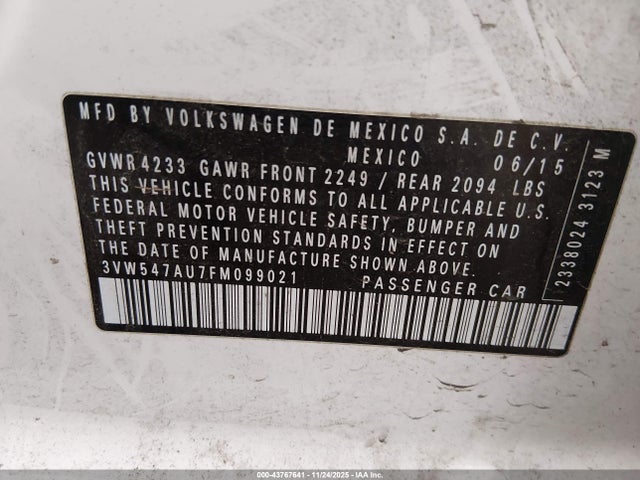 MFD BY VOLKSWAGEN DE MEXICO S.A. DE C.V.
MEXICO 06/15
GVWR 4233 GAWR FRONT 2249 / REAR 2094 LBS
THIS VEHICLE CONFORMS TO ALL APPLICABLE U.S.
FEDERAL MOTOR VEHICLE SAFETY, BUMPER AND
THEFT PREVENTION STANDARDS IN EFFECT ON
THE DATE OF MANUFACTURE SHOWN ABOVE.
3VW547AU7FM099021 PASSENGER CAR
23380243123 M
000-43767641 - 11/24/2025 - IAA Inc.